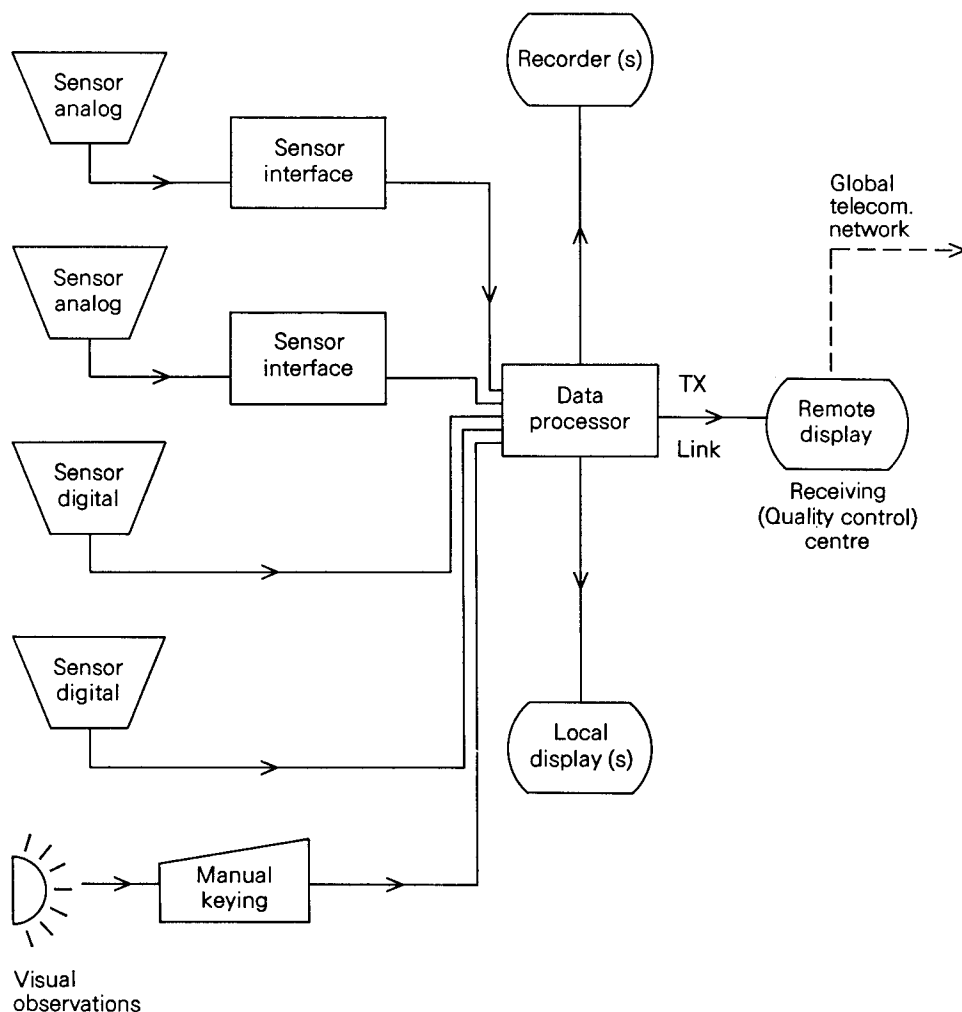 Sensor
analog
Sensor
interface
Recorder (s)
Global
telecom.
network
Sensor
analog
Sensor
interface
Data
processor
TX
Link
Remote
display
Receiving
(Quality control)
centre
Sensor
digital
Sensor
digital
Local
display (s)
Manual
keying
Visual
observations